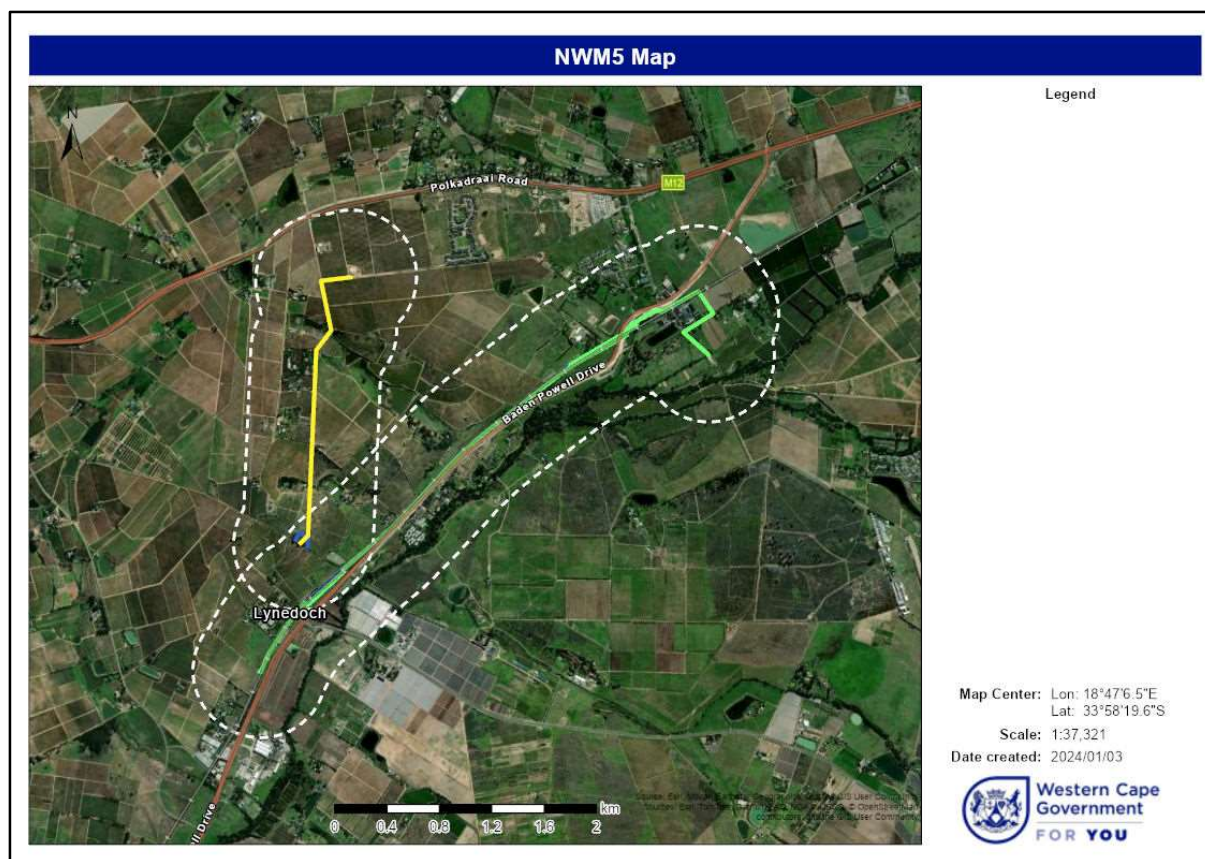 NWM5 Map
Legend
N
Polkadraai Road
M12
Baden Powell Drive
Lynedoch
ll Drive
km
0 0.4 0.8 1.2 1.6 2
Map Center: Lon: 18°47'6.5"E
Lat: 33°58'19.6"S
Scale: 1:37,321
Date created: 2024/01/03
Western Cape
Government
FOR YOU